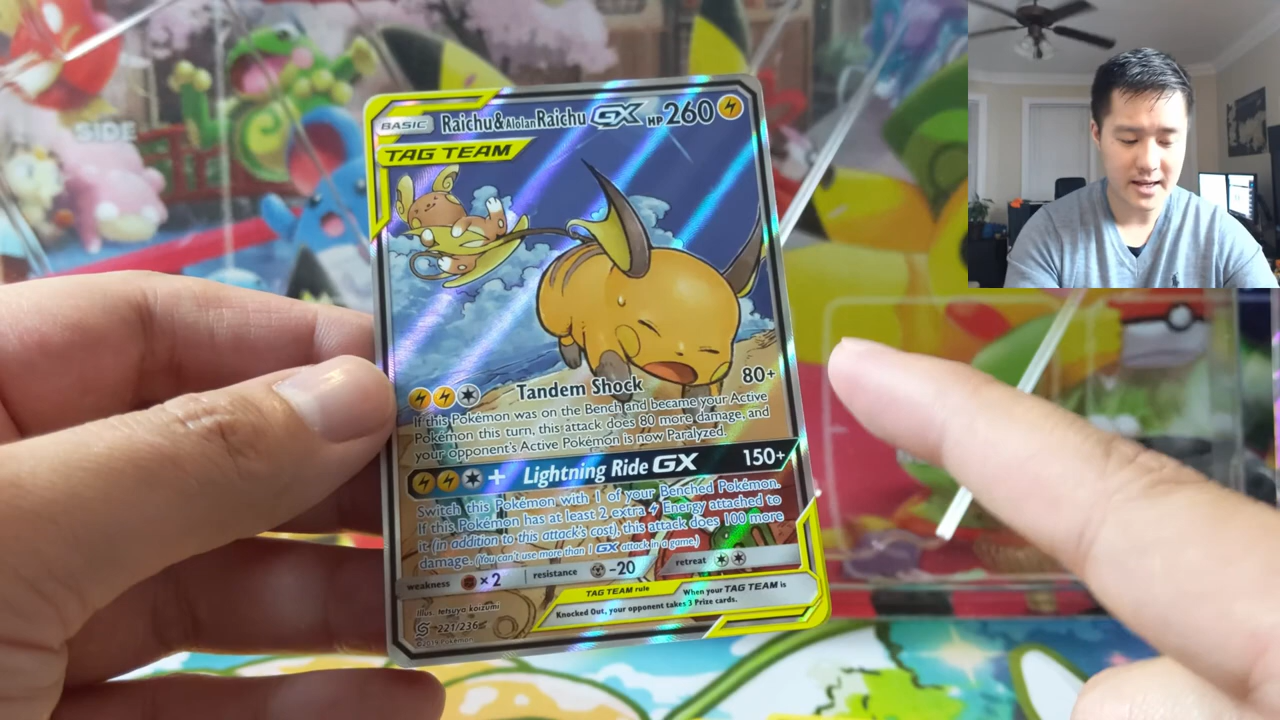 SIDE
BASIC Raichu & Alolan Raichu GX HP 260
TAG TEAM
Tandem Shock 80+
If this Pokémon was on the Bench and became your Active
Pokémon this turn, this attack does 80 more damage, and
your opponent's Active Pokémon is now Paralyzed.
+ Lightning Ride GX 150+
Switch this Pokémon with 1 of your Benched Pokémon.
If this Pokémon has at least 2 extra Energy attached to
it (in addition to this attack's cost), this attack does 100 more
damage. (You can't use more than 1 GX attack in a game.)
weakness ×2 resistance -20 retreat
TAG TEAM rule When your TAG TEAM is
Knocked Out, your opponent takes 3 Prize cards.
Illus. tetsuya koizumi
221/236
©2019 Pokémon